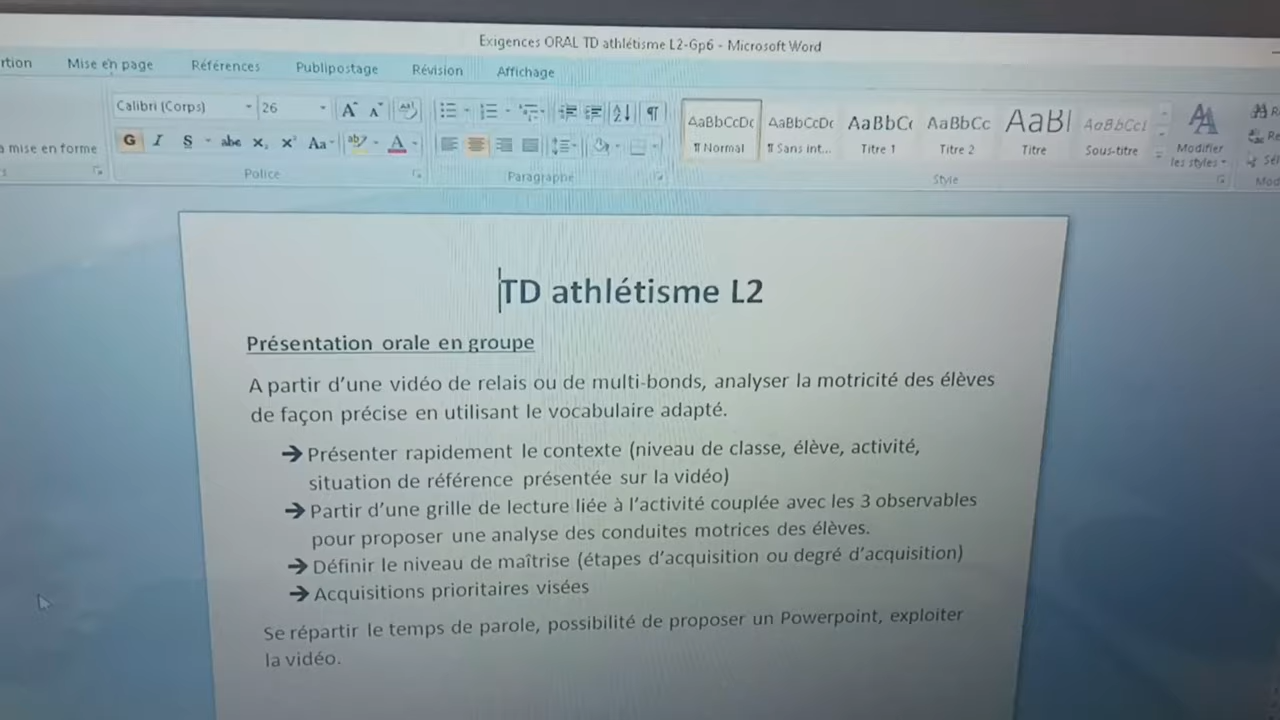 Exigences ORAL TD athlétisme L2-Gp6 - Microsoft Word
rtion Mise en page Références Publipostage Révision Affichage
Calibri (Corps) 26
AaBbCcDc AaBbCcDc AaBbC AaBbCc AaBl AaBbCcI
mise en forme
G I S abc x, x² Aa A
¶ Normal ¶ Sans int... Titre 1 Titre 2 Titre Sous-titre Modifier
les styles
Police Paragraphe Style
TD athlétisme L2
Présentation orale en groupe
A partir d'une vidéo de relais ou de multi-bonds, analyser la motricité des élèves
de façon précise en utilisant le vocabulaire adapté.
➔ Présenter rapidement le contexte (niveau de classe, élève, activité,
situation de référence présentée sur la vidéo)
➔ Partir d'une grille de lecture liée à l'activité couplée avec les 3 observables
pour proposer une analyse des conduites motrices des élèves.
➔ Définir le niveau de maîtrise (étapes d'acquisition ou degré d'acquisition)
➔ Acquisitions prioritaires visées
Se répartir le temps de parole, possibilité de proposer un Powerpoint, exploiter
la vidéo.